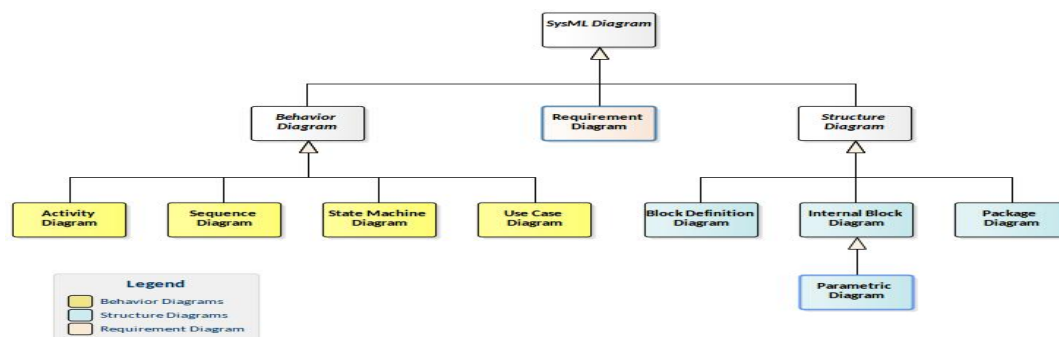 SysML Diagram
Behavior
Diagram
Requirement
Diagram
Structure
Diagram
Activity
Diagram
Sequence
Diagram
State Machine
Diagram
Use Case
Diagram
Block Definition
Diagram
Internal Block
Diagram
Package
Diagram
Parametric
Diagram
Legend
Behavior Diagrams
Structure Diagrams
Requirement Diagram